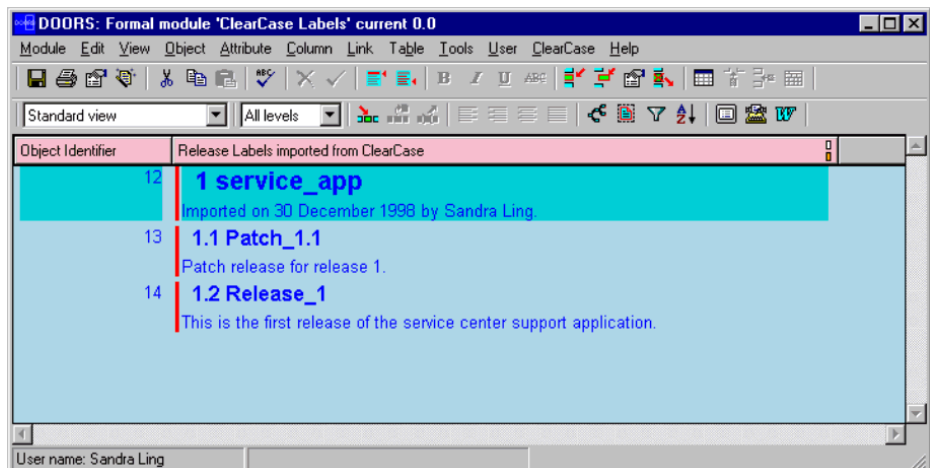 DOORS: Formal module 'ClearCase Labels' current 0.0
Module Edit View Object Attribute Column Link Table Tools User ClearCase Help
ABC B I U ABC
Standard view All levels abc W
Object Identifier Release Labels imported from ClearCase
12 1 service_app
Imported on 30 December 1998 by Sandra Ling.
13 1.1 Patch_1.1
Patch release for release 1.
14 1.2 Release_1
This is the first release of the service center support application.
User name: Sandra Ling